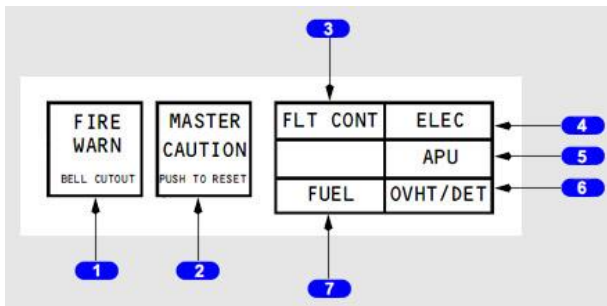 3
FIRE
WARN
BELL CUTOUT
MASTER
CAUTION
PUSH TO RESET
FLT CONT
ELEC
4
APU
5
FUEL
OVHT/DET
6
1
2
7